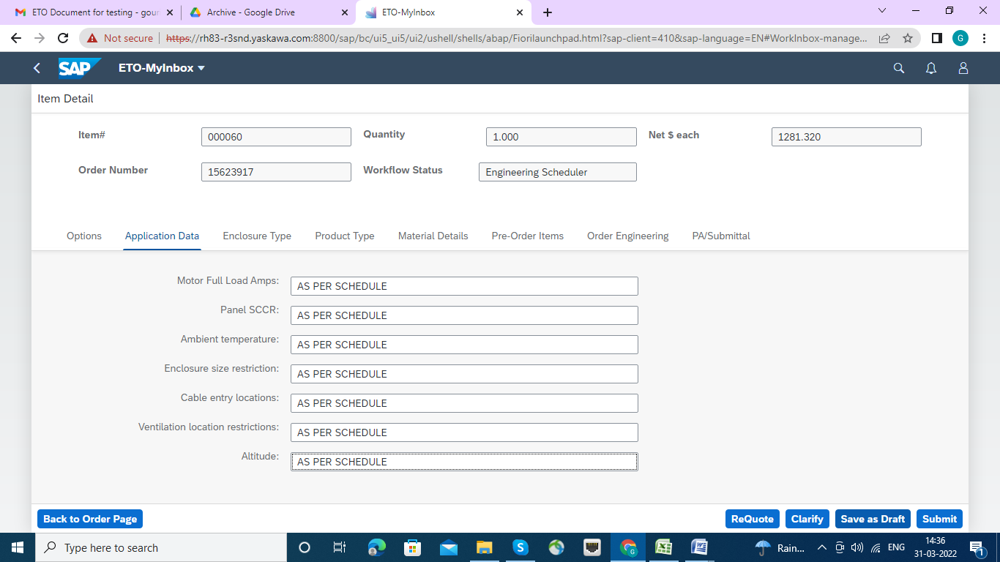 ETO Document for testing - gour
Archive - Google Drive
ETO-MyInbox
Not secure
https://rh83-r3snd.yaskawa.com:8800/sap/bc/ui5_ui5/ui2/ushell/shells/abap/Fiorilaunchpad.html?sap-client=410&sap-language=EN#WorkInbox-manage...
G
SAP
ETO-MyInbox
Item Detail
Item#
000060
Quantity
1.000
Net $ each
1281.320
Order Number
15623917
Workflow Status
Engineering Scheduler
Options
Application Data
Enclosure Type
Product Type
Material Details
Pre-Order Items
Order Engineering
PA/Submittal
Motor Full Load Amps:
AS PER SCHEDULE
Panel SCCR:
AS PER SCHEDULE
Ambient temperature:
AS PER SCHEDULE
Enclosure size restriction:
AS PER SCHEDULE
Cable entry locations:
AS PER SCHEDULE
Ventilation location restrictions:
AS PER SCHEDULE
Altitude:
AS PER SCHEDULE
Back to Order Page
ReQuote
Clarify
Save as Draft
Submit
Type here to search
Rain...
ENG
14:36
31-03-2022
1